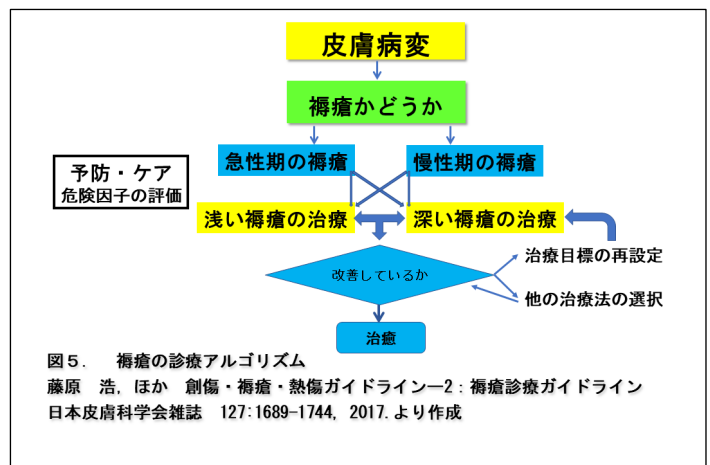 皮膚病変
褥瘡かどうか
急性期の褥瘡
慢性期の褥瘡
予防・ケア
危険因子の評価
浅い褥瘡の治療
深い褥瘡の治療
改善しているか
治療目標の再設定
他の治療法の選択
治癒
図5. 褥瘡の診療アルゴリズム
藤原 浩, ほか 創傷・褥瘡・熱傷ガイドライン―2:褥瘡診療ガイドライン
日本皮膚科学会雑誌 127:1689-1744, 2017.より作成